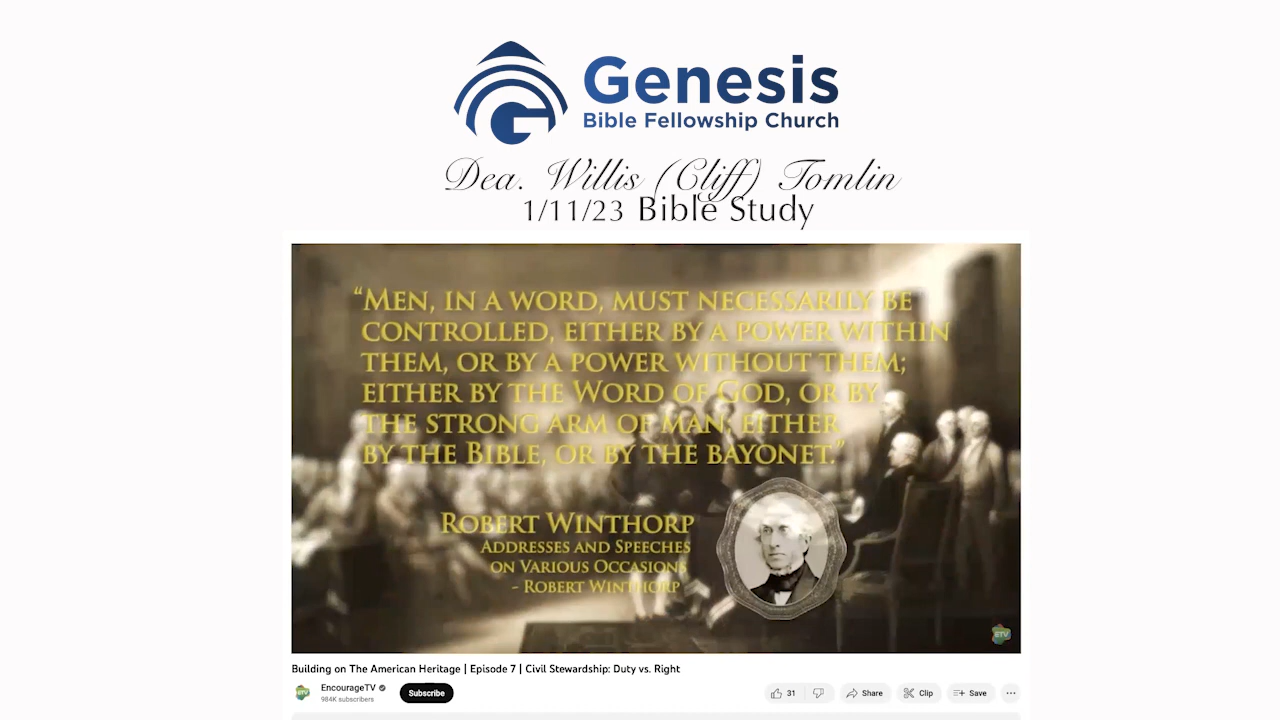 Genesis
Bible Fellowship Church
Dea. Willis (Cliff) Tomlin
1/11/23 Bible Study
“Men, in a word, must necessarily be
controlled, either by a power within
them, or by a power without them;
either by the Word of God, or by
the strong arm of man; either
by the Bible, or by the bayonet.”
Robert Winthorp
Addresses and Speeches
on Various Occasions
- Robert Winthorp
ETV
Building on The American Heritage | Episode 7 | Civil Stewardship: Duty vs. Right
ETV
EncourageTV
984K subscribers
Subscribe
31
Share
Clip
Save